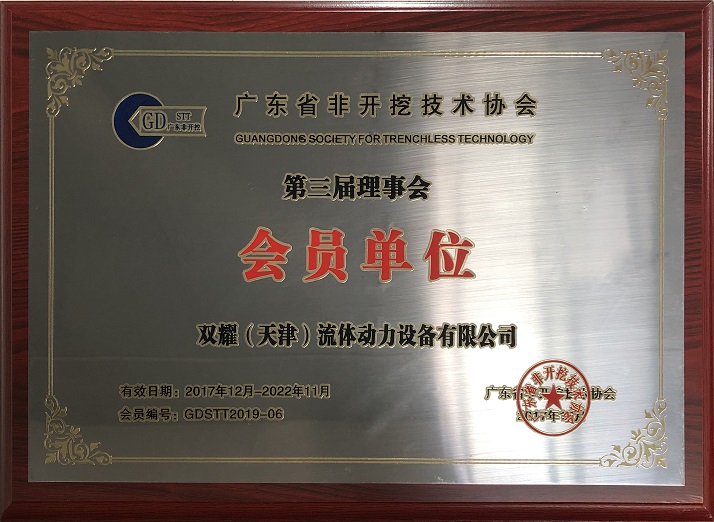 GD STT
广东非开挖
广东省非开挖技术协会
GUANGDONG SOCIETY FOR TRENCHLESS TECHNOLOGY
第三届理事会
会员单位
双耀（天津）流体动力设备有限公司
有效日期：2017年12月-2022年11月
会员编号：GDSTT2019-06
广东省非开挖技术协会